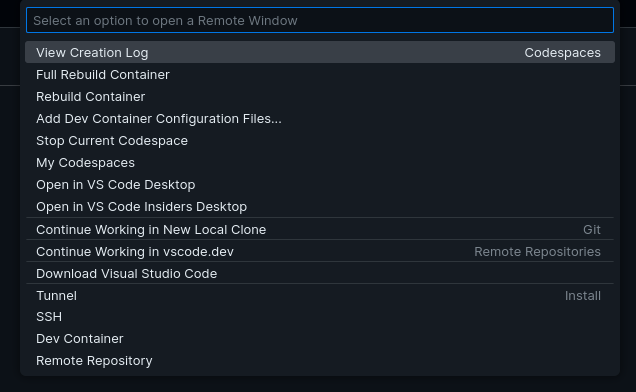 Select an option to open a Remote Window
View Creation Log Codespaces
Full Rebuild Container
Rebuild Container
Add Dev Container Configuration Files...
Stop Current Codespace
My Codespaces
Open in VS Code Desktop
Open in VS Code Insiders Desktop
Continue Working in New Local Clone Git
Continue Working in vscode.dev Remote Repositories
Download Visual Studio Code
Tunnel Install
SSH
Dev Container
Remote Repository